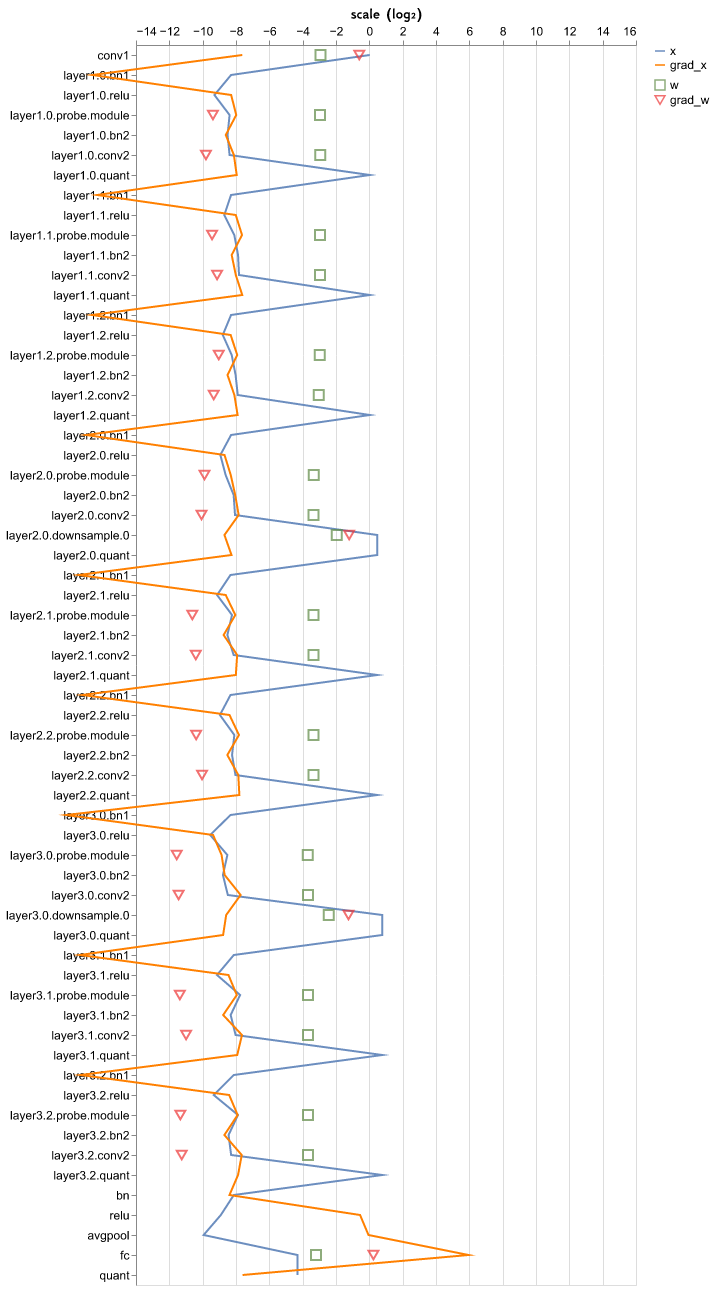 scale (log₂)
−14 −12 −10 −8 −6 −4 −2 0 2 4 6 8 10 12 14 16
conv1
layer1.0.bn1
layer1.0.relu
layer1.0.probe.module
layer1.0.bn2
layer1.0.conv2
layer1.0.quant
layer1.1.bn1
layer1.1.relu
layer1.1.probe.module
layer1.1.bn2
layer1.1.conv2
layer1.1.quant
layer1.2.bn1
layer1.2.relu
layer1.2.probe.module
layer1.2.bn2
layer1.2.conv2
layer1.2.quant
layer2.0.bn1
layer2.0.relu
layer2.0.probe.module
layer2.0.bn2
layer2.0.conv2
layer2.0.downsample.0
layer2.0.quant
layer2.1.bn1
layer2.1.relu
layer2.1.probe.module
layer2.1.bn2
layer2.1.conv2
layer2.1.quant
layer2.2.bn1
layer2.2.relu
layer2.2.probe.module
layer2.2.bn2
layer2.2.conv2
layer2.2.quant
layer3.0.bn1
layer3.0.relu
layer3.0.probe.module
layer3.0.bn2
layer3.0.conv2
layer3.0.downsample.0
layer3.0.quant
layer3.1.bn1
layer3.1.relu
layer3.1.probe.module
layer3.1.bn2
layer3.1.conv2
layer3.1.quant
layer3.2.bn1
layer3.2.relu
layer3.2.probe.module
layer3.2.bn2
layer3.2.conv2
layer3.2.quant
bn
relu
avgpool
fc
quant
x
grad_x
w
grad_w